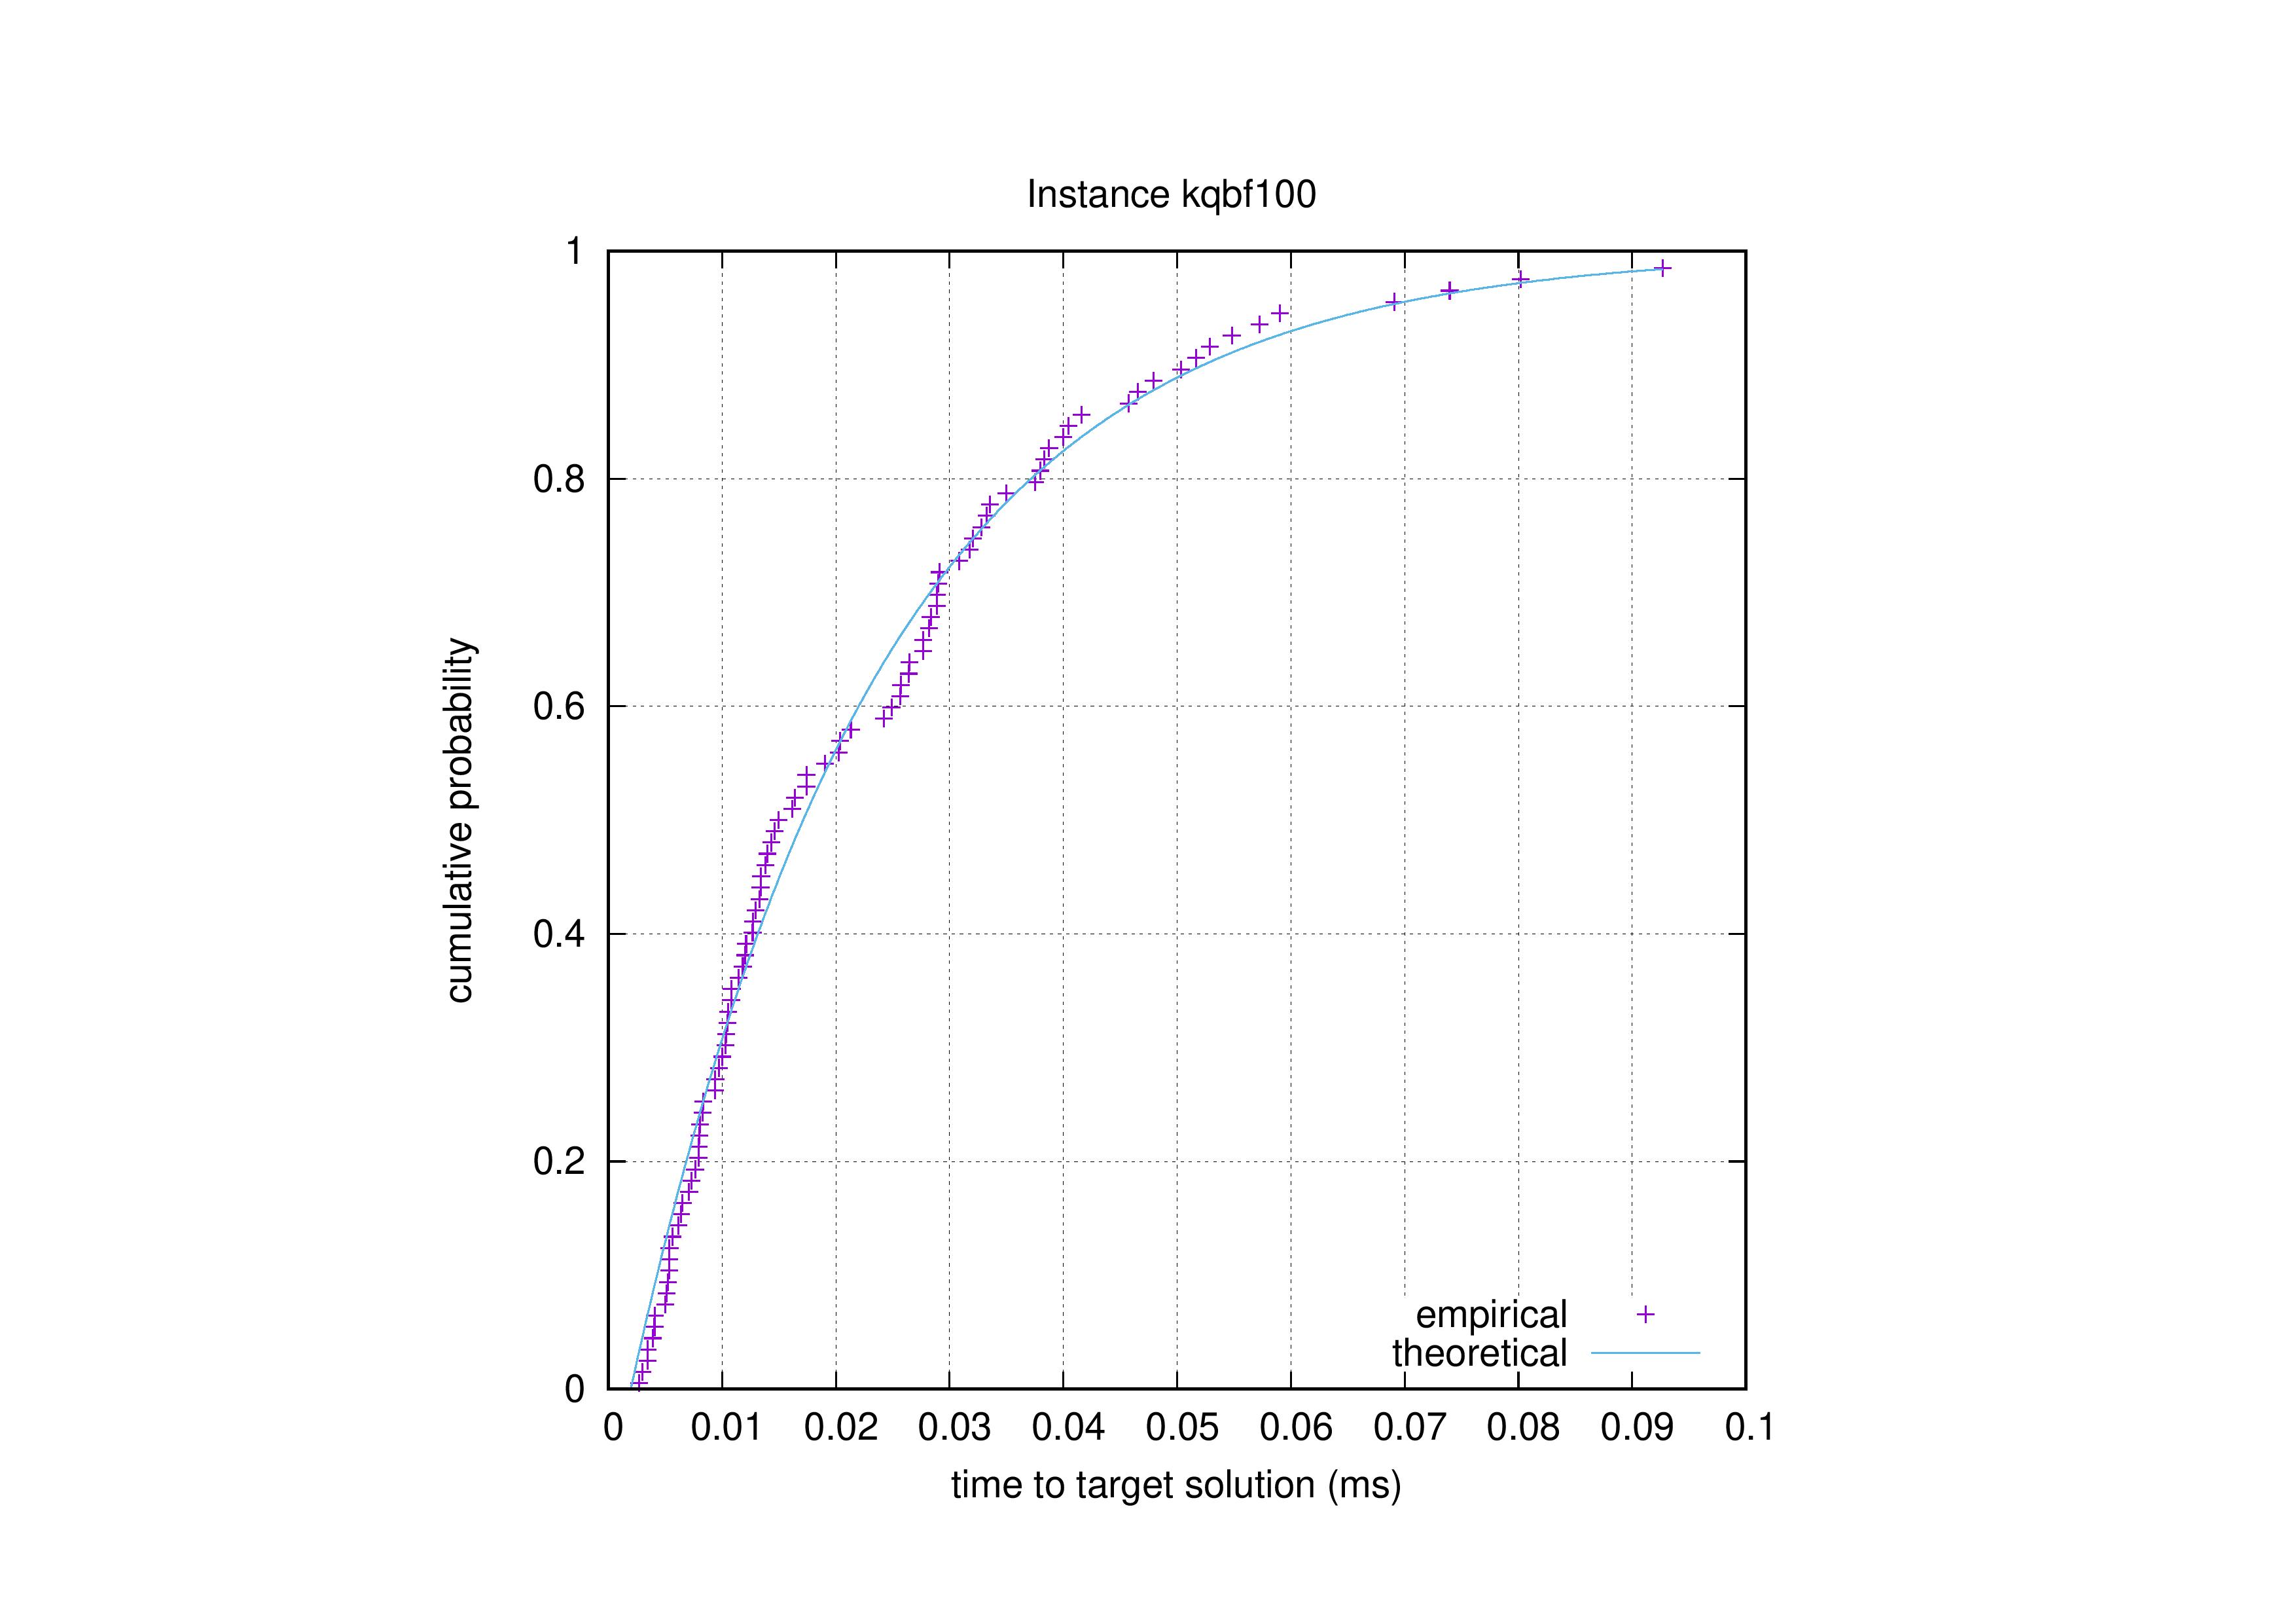 Instance kqbf100
1
0.8
0.6
0.4
0.2
0
cumulative probability
empirical
theoretical
0 0.01 0.02 0.03 0.04 0.05 0.06 0.07 0.08 0.09 0.1
time to target solution (ms)